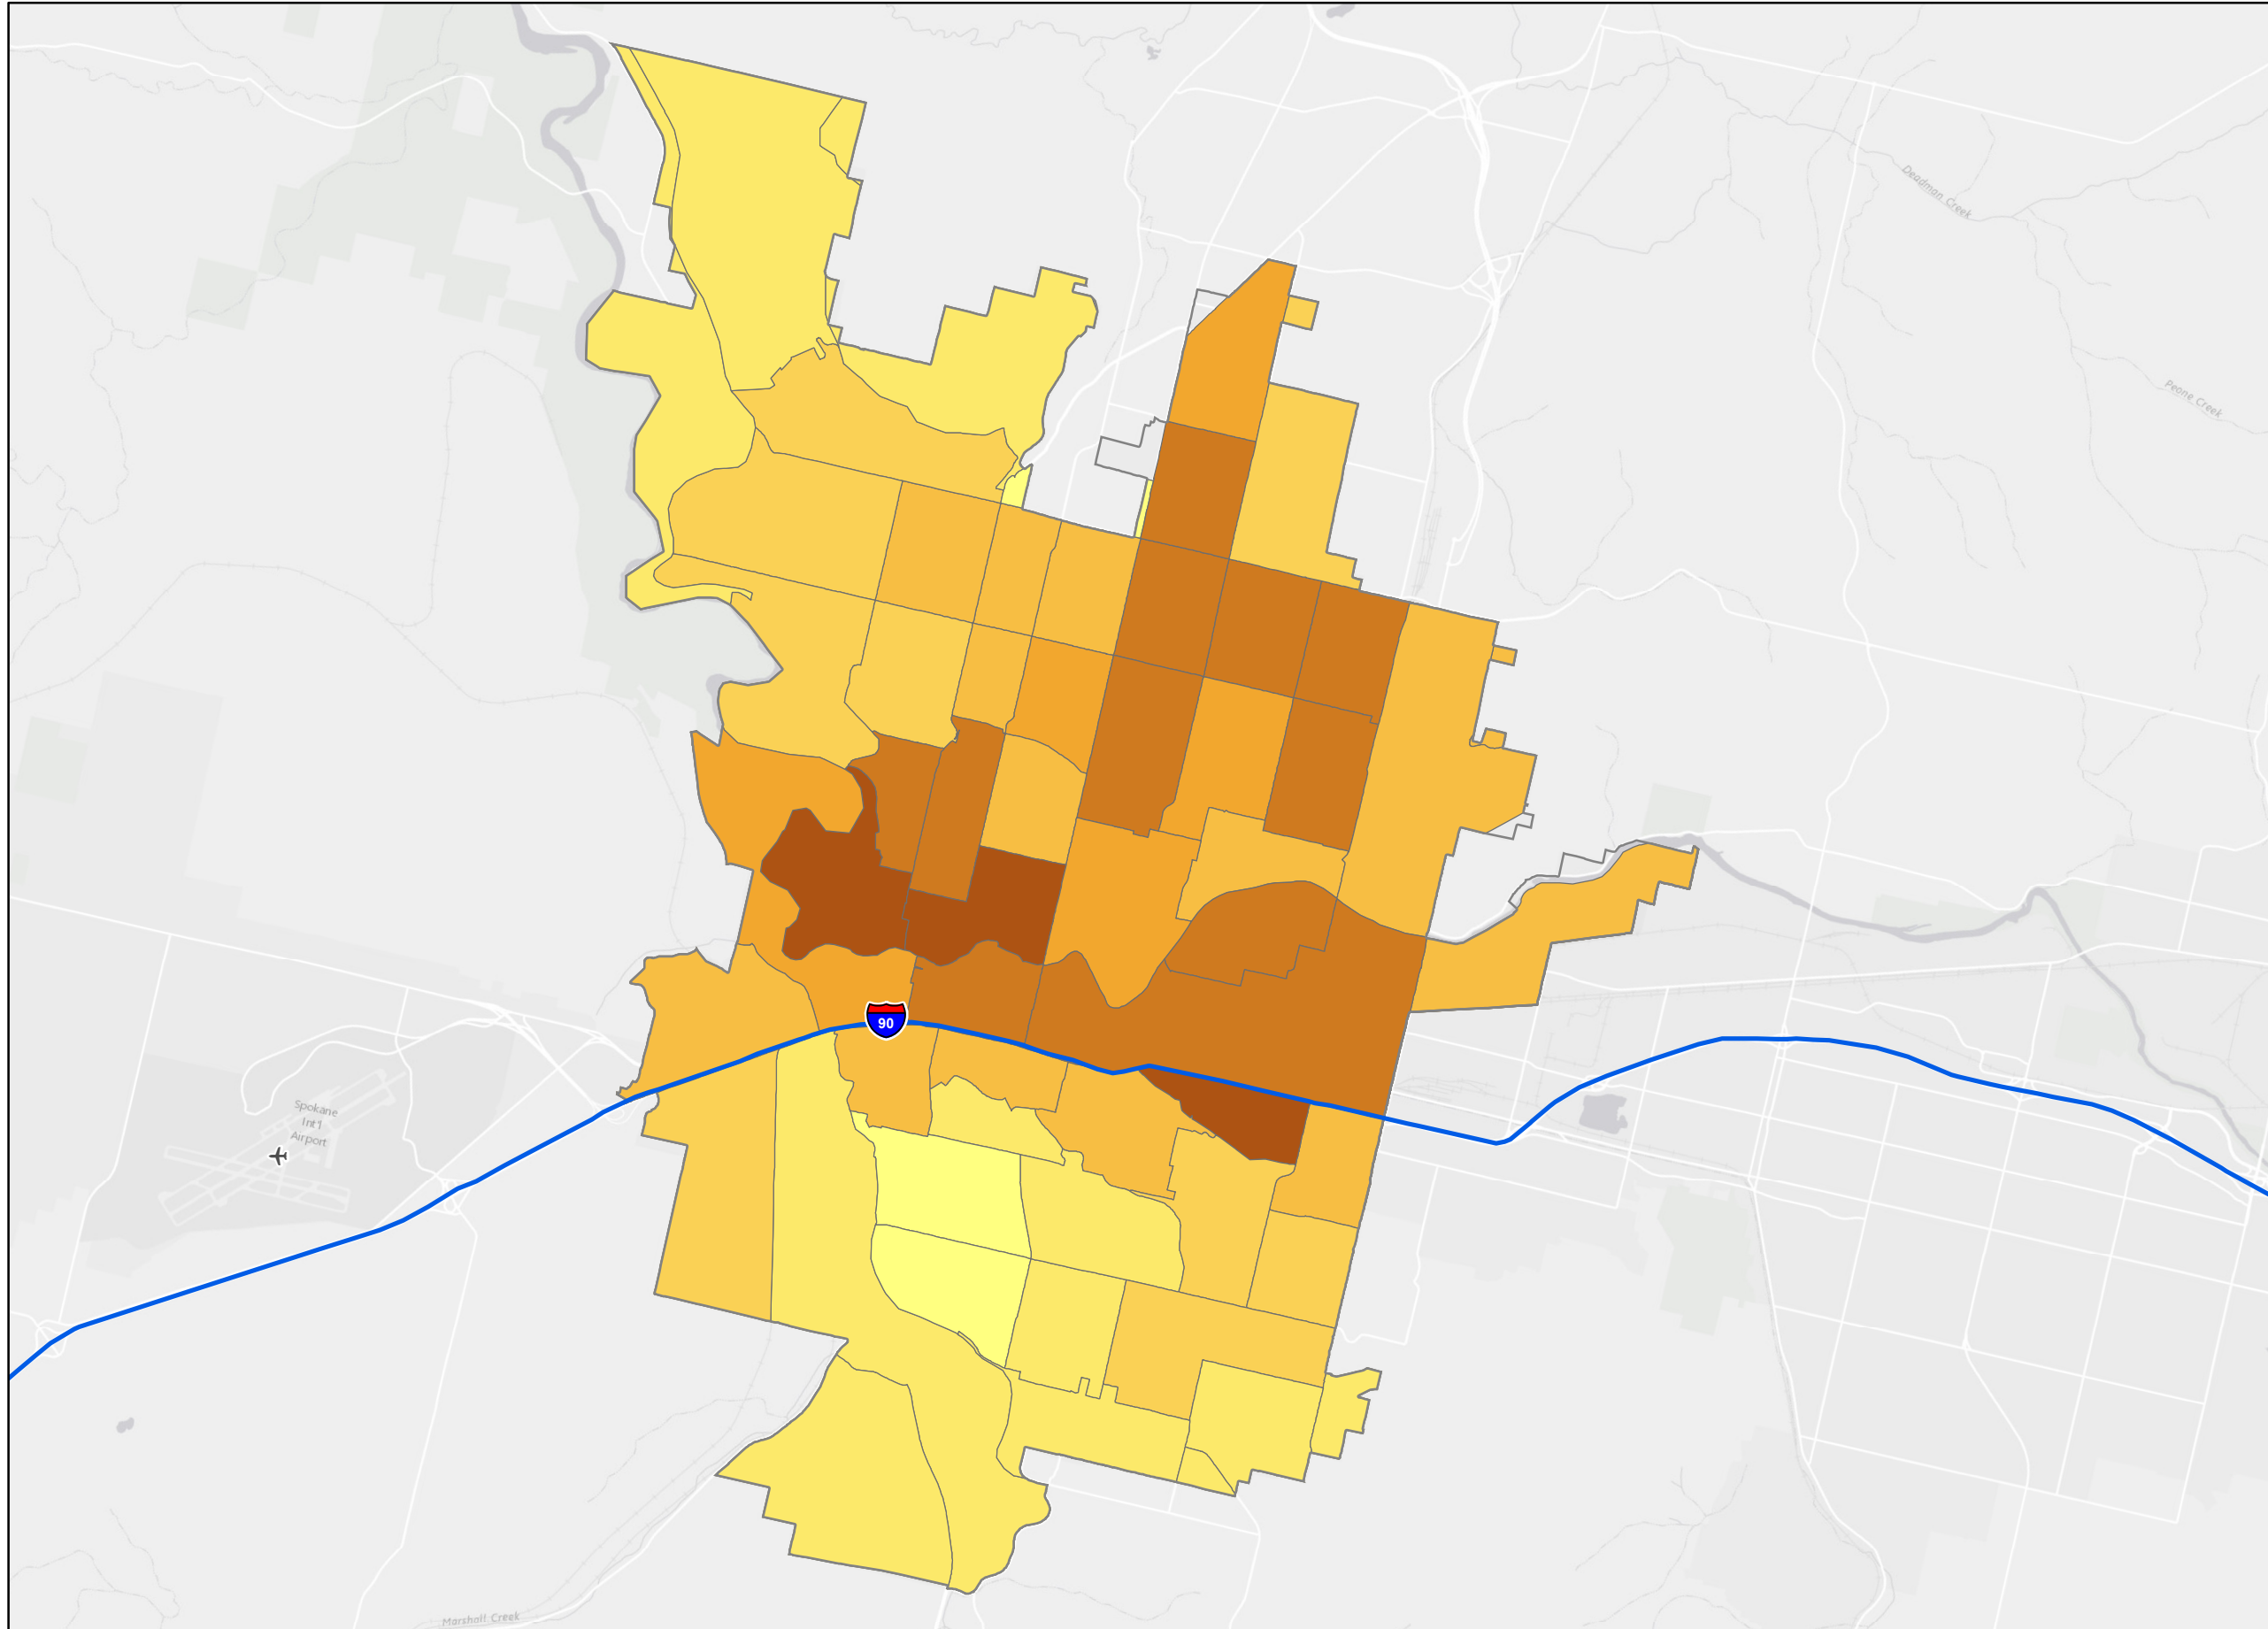 Deadman Creek
Peone Creek
90
Spokane
Int'l
Airport
Marshall Creek